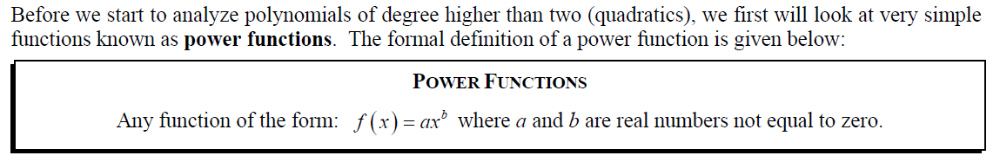 Before we start to analyze polynomials of degree higher than two (quadratics), we first will look at very simple
functions known as power functions. The formal definition of a power function is given below:
POWER FUNCTIONS
Any function of the form: f(x) = ax^b where a and b are real numbers not equal to zero.